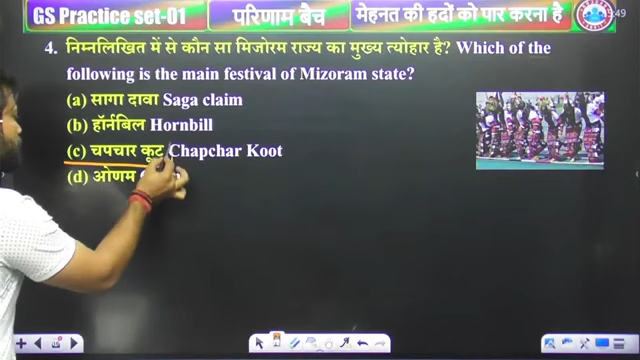 GS Practice set-01 परिणाम बैच मेहनत की हदों को पार करना है
4. निम्नलिखित में से कौन सा मिजोरम राज्य का मुख्य त्योहार है? Which of the
following is the main festival of Mizoram state?
(a) सागा दावा Saga claim
(b) हॉर्नबिल Hornbill
(c) चपचार कूट Chapchar Koot
(d) ओणम